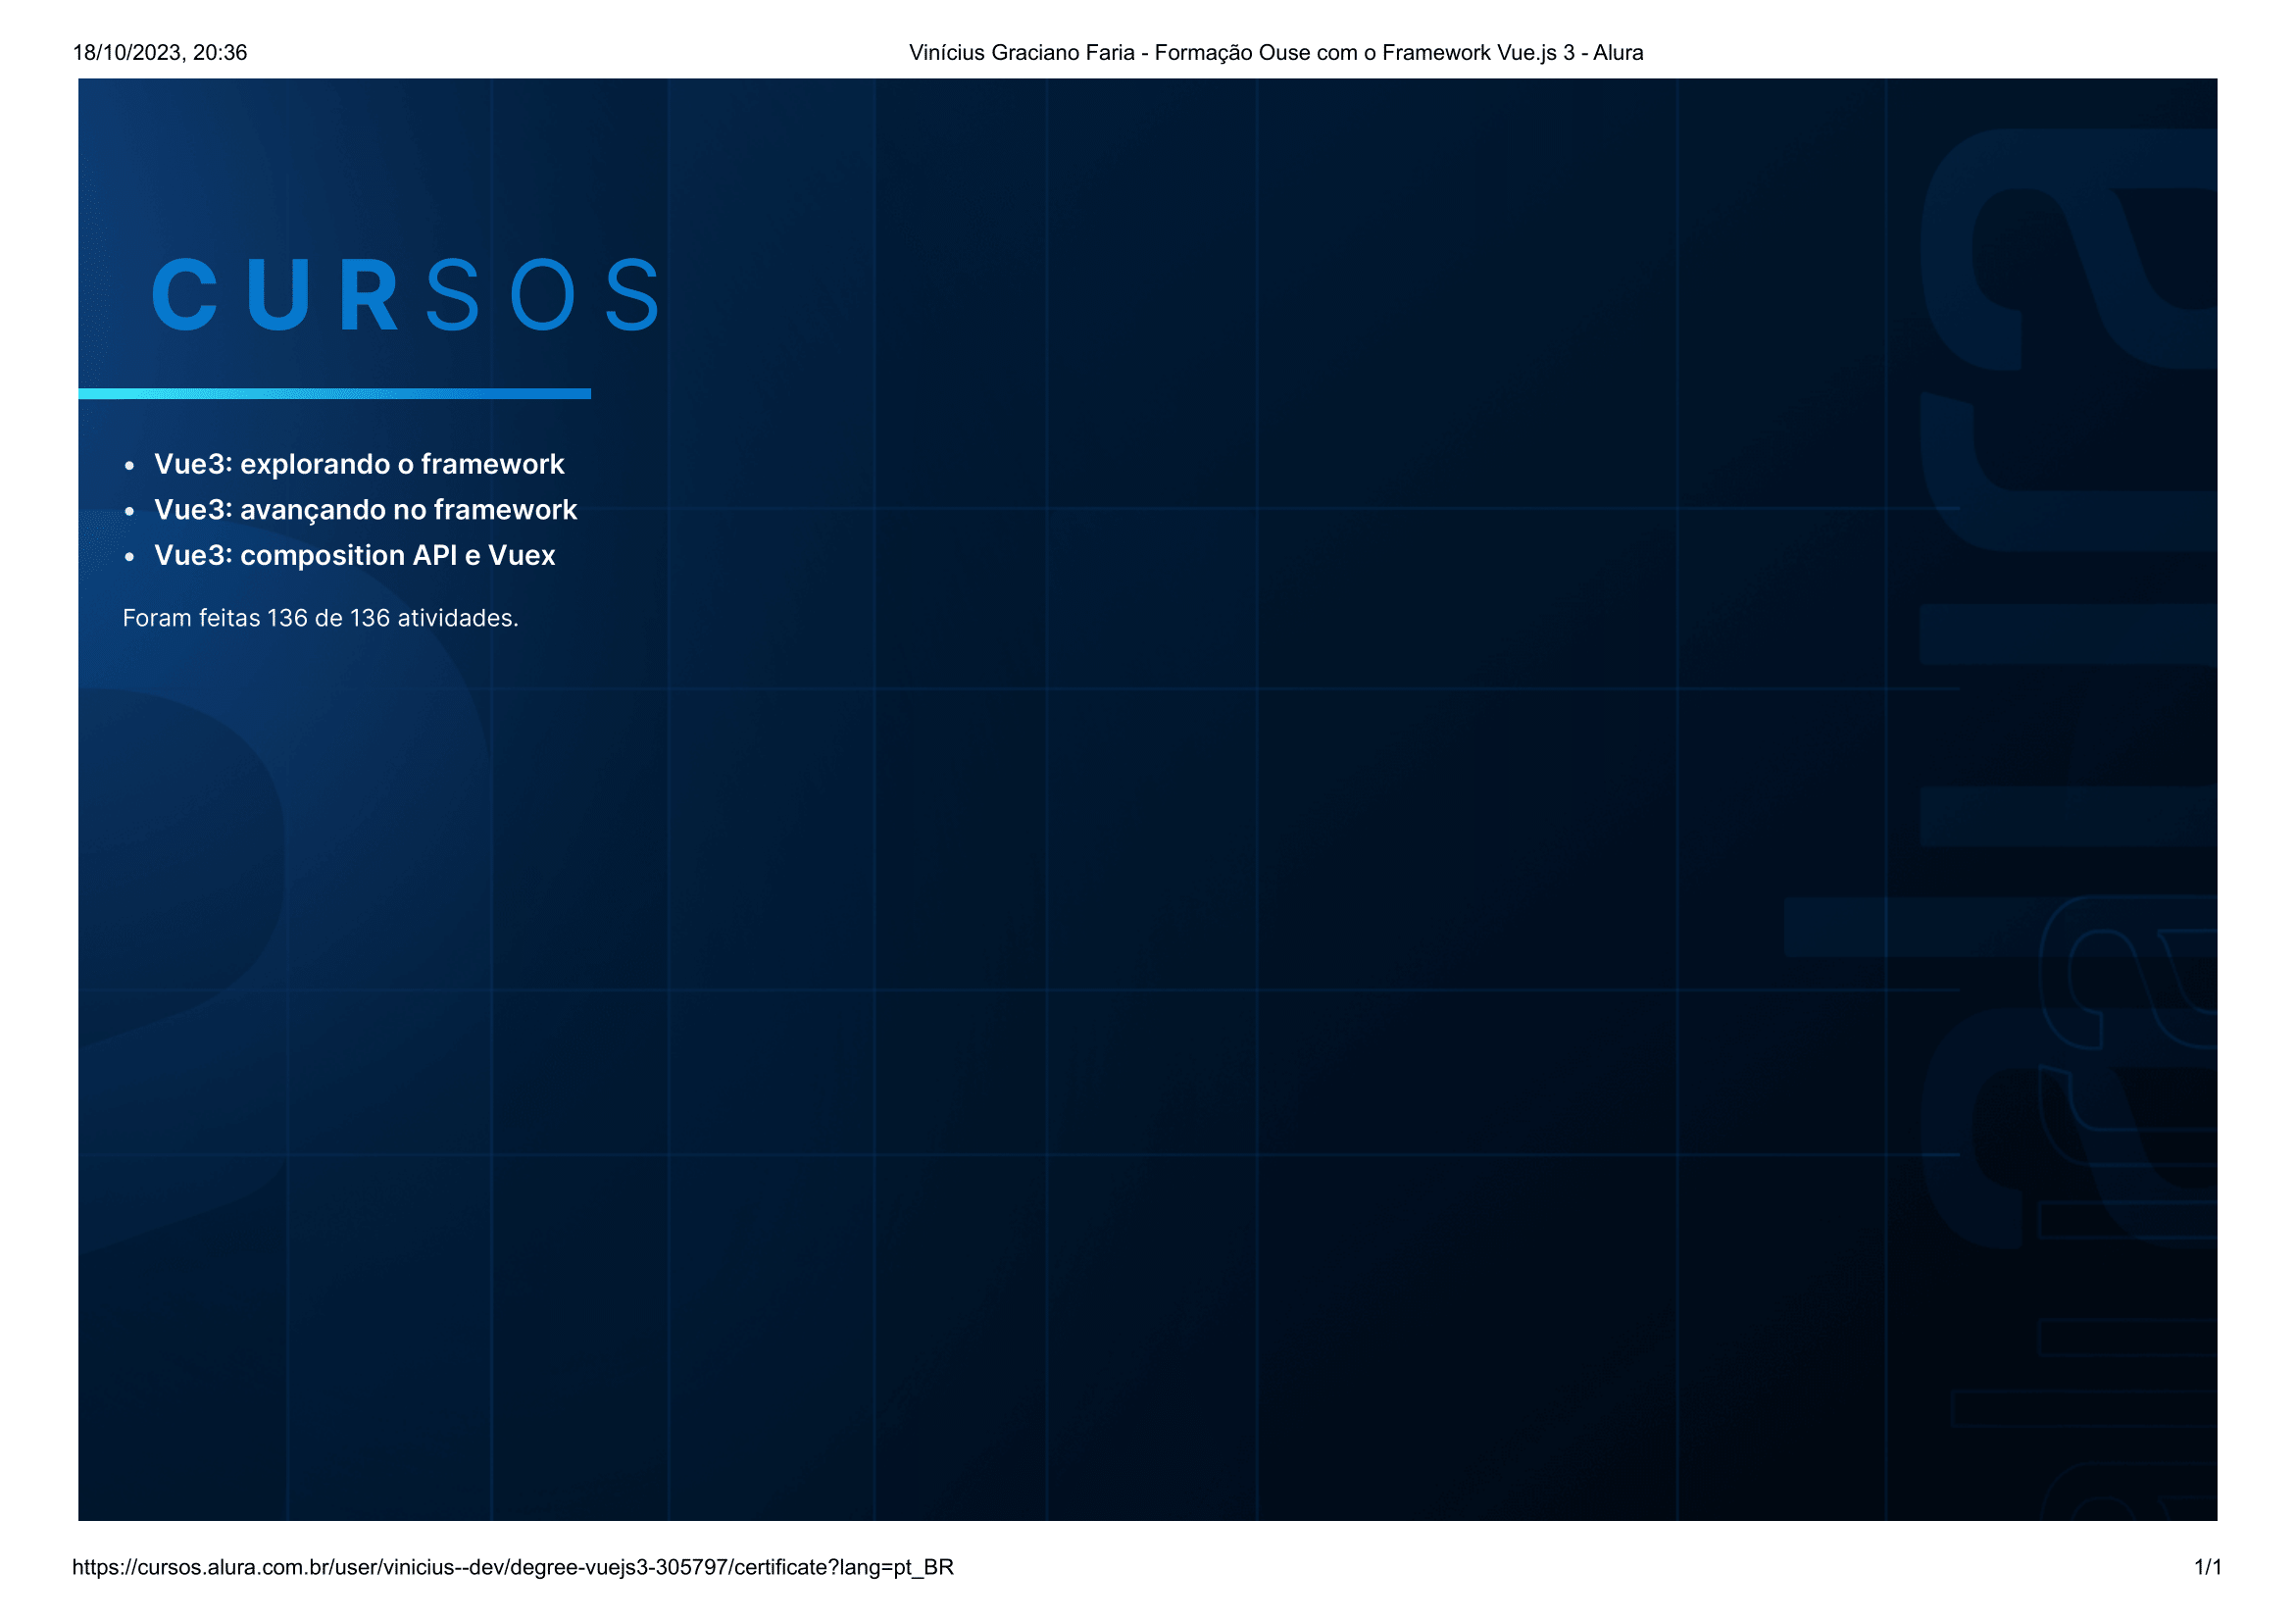 18/10/2023, 20:36
Vinícius Graciano Faria - Formação Ouse com o Framework Vue.js 3 - Alura
CURSOS
• Vue3: explorando o framework
• Vue3: avançando no framework
• Vue3: composition API e Vuex
Foram feitas 136 de 136 atividades.
alura
alura
https://cursos.alura.com.br/user/vinicius--dev/degree-vuejs3-305797/certificate?lang=pt_BR
1/1